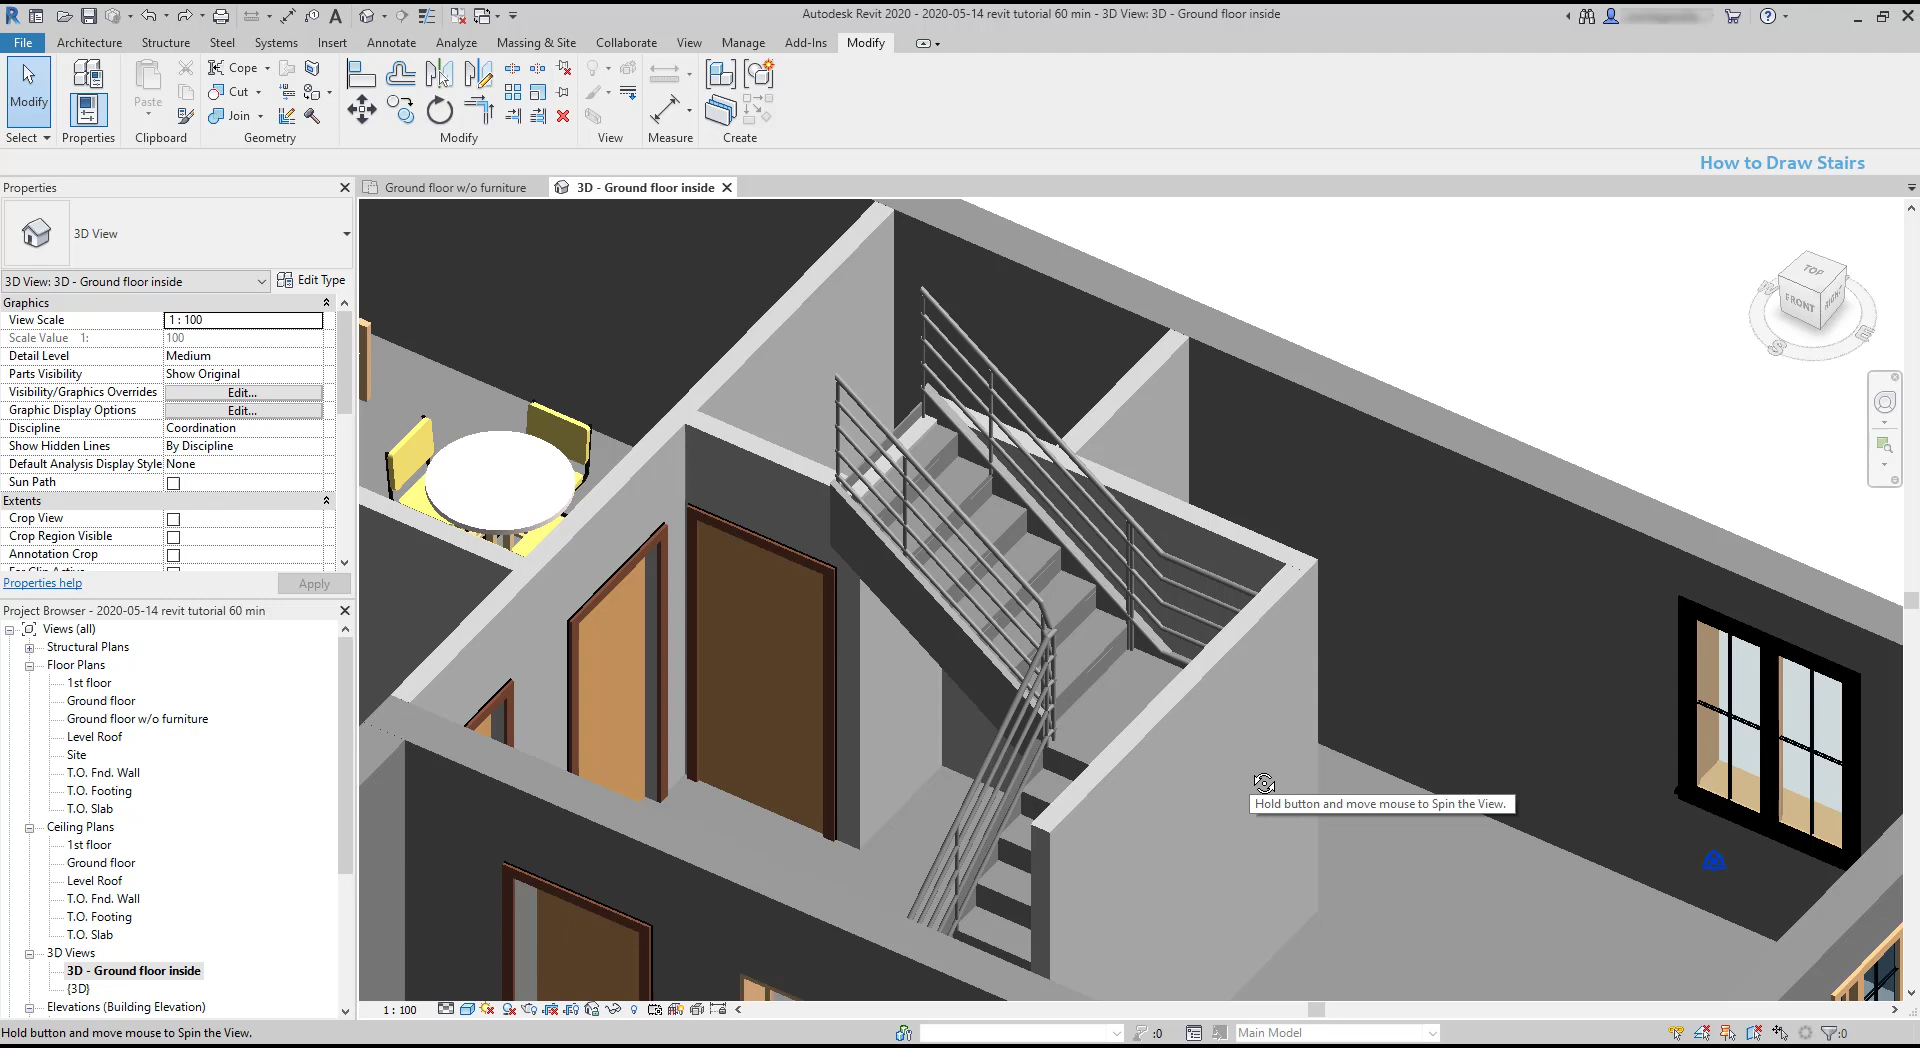 Autodesk Revit 2020 - 2020-05-14 revit tutorial 60 min - 3D View: 3D - Ground floor inside
File Architecture Structure Steel Systems Insert Annotate Analyze Massing & Site Collaborate View Manage Add-Ins Modify
Modify
Paste
Cope
Cut
Join
Select Properties Clipboard Geometry Modify View Measure Create
How to Draw Stairs
Properties
Ground floor w/o furniture
3D - Ground floor inside
3D View
3D View: 3D - Ground floor inside
Edit Type
Graphics
View Scale 1 : 100
Scale Value 1: 100
Detail Level Medium
Parts Visibility Show Original
Visibility/Graphics Overrides Edit...
Graphic Display Options Edit...
Discipline Coordination
Show Hidden Lines By Discipline
Default Analysis Display Style None
Sun Path
Extents
Crop View
Crop Region Visible
Annotation Crop
Properties help
Apply
Project Browser - 2020-05-14 revit tutorial 60 min
Views (all)
Structural Plans
Floor Plans
1st floor
Ground floor
Ground floor w/o furniture
Level Roof
Site
T.O. Fnd. Wall
T.O. Footing
T.O. Slab
Ceiling Plans
1st floor
Ground floor
Level Roof
T.O. Fnd. Wall
T.O. Footing
T.O. Slab
3D Views
3D - Ground floor inside
{3D}
Elevations (Building Elevation)
TOP
FRONT
RIGHT
W
S
E
Hold button and move mouse to Spin the View.
1 : 100
Hold button and move mouse to Spin the View.
:0
Main Model
:0